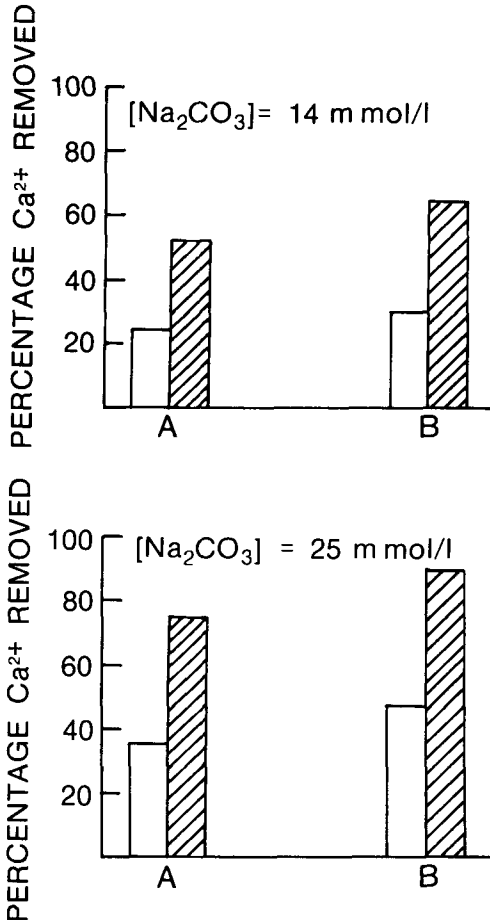 PERCENTAGE Ca²⁺ REMOVED
[Na₂CO₃]= 14 m mol/l
100
80
60
40
20
A B
PERCENTAGE Ca²⁺ REMOVED
[Na₂CO₃] = 25 m mol/l
100
80
60
40
20
A B